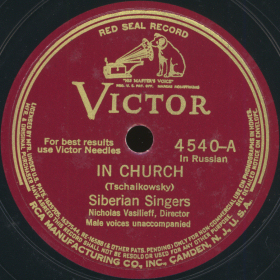 RED SEAL RECORD
"HIS MASTER'S VOICE"
VICTOR
For best results
use Victor Needles
4540-A
In Russian
IN CHURCH
(Tschaikowsky)
Siberian Singers
Nicholas Vasilieff, Director
Male voices unaccompanied
RCA MANUFACTURING CO., INC., CAMDEN, N. J., U. S. A.